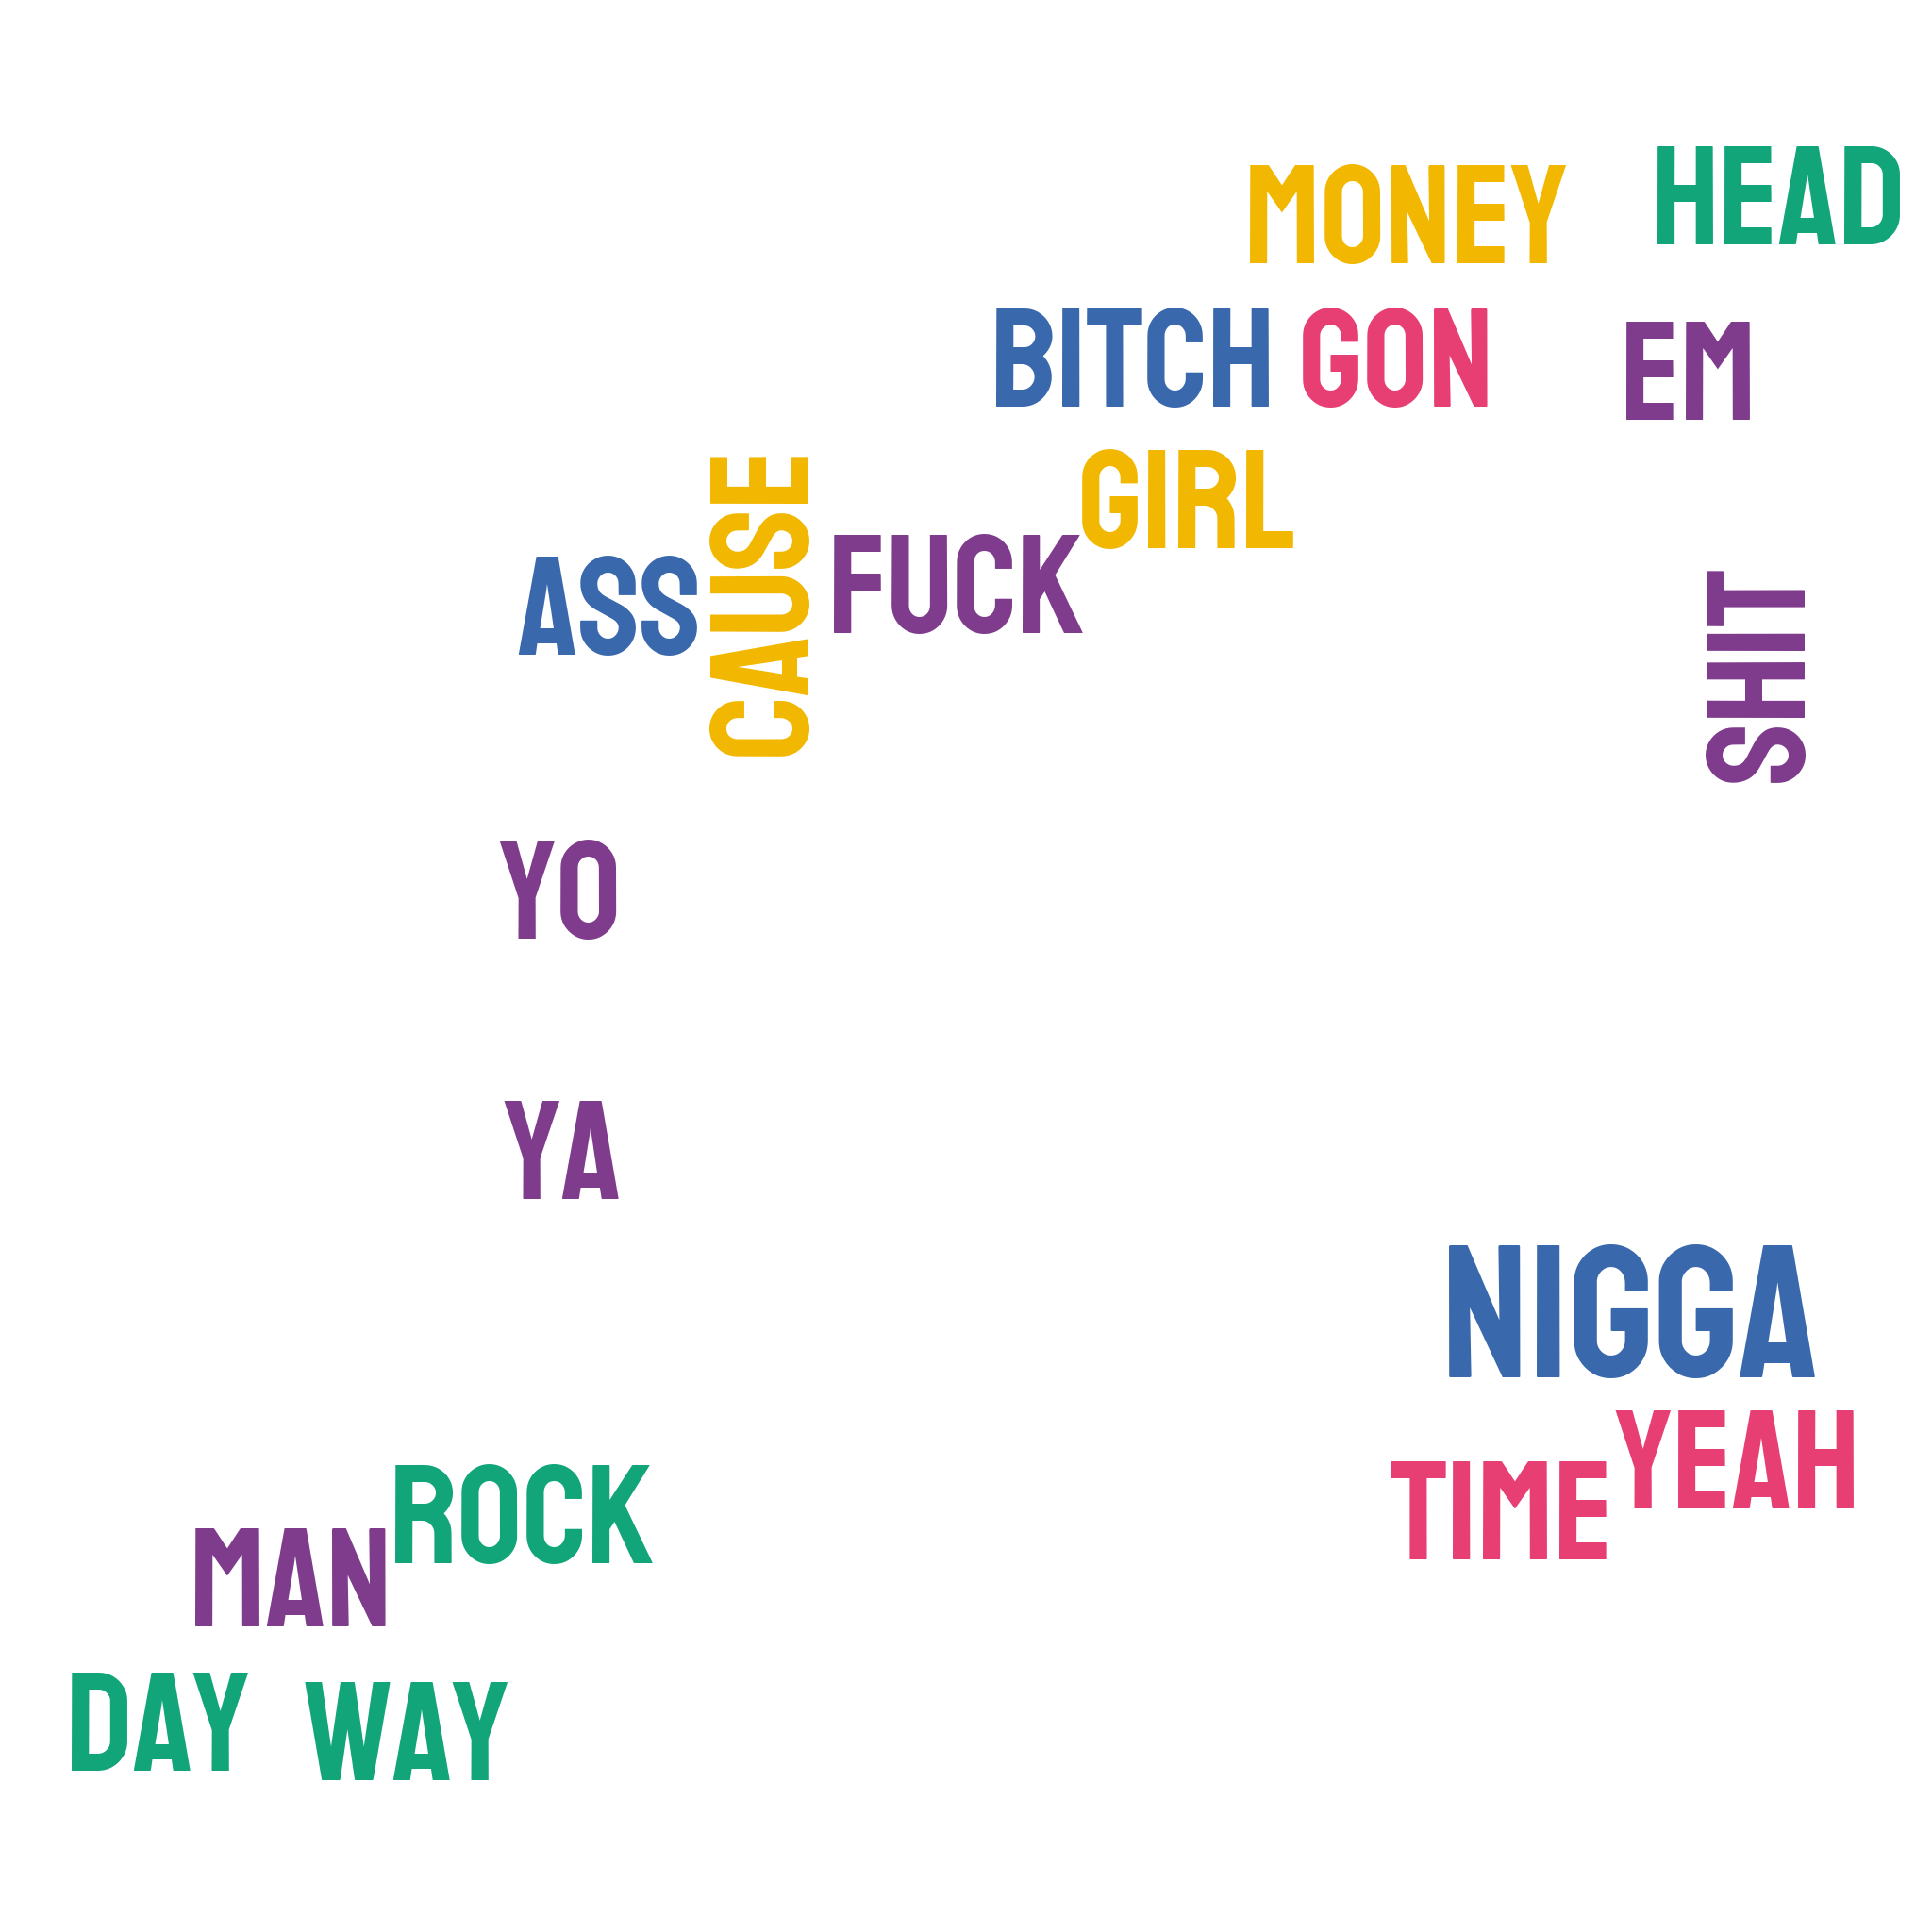 HEAD
MONEY
BITCH GON
EM
GIRL
CAUSE
FUCK
ASS
SHIT
YO
YA
NIGGA
YEAH
TIME
ROCK
MAN
DAY WAY